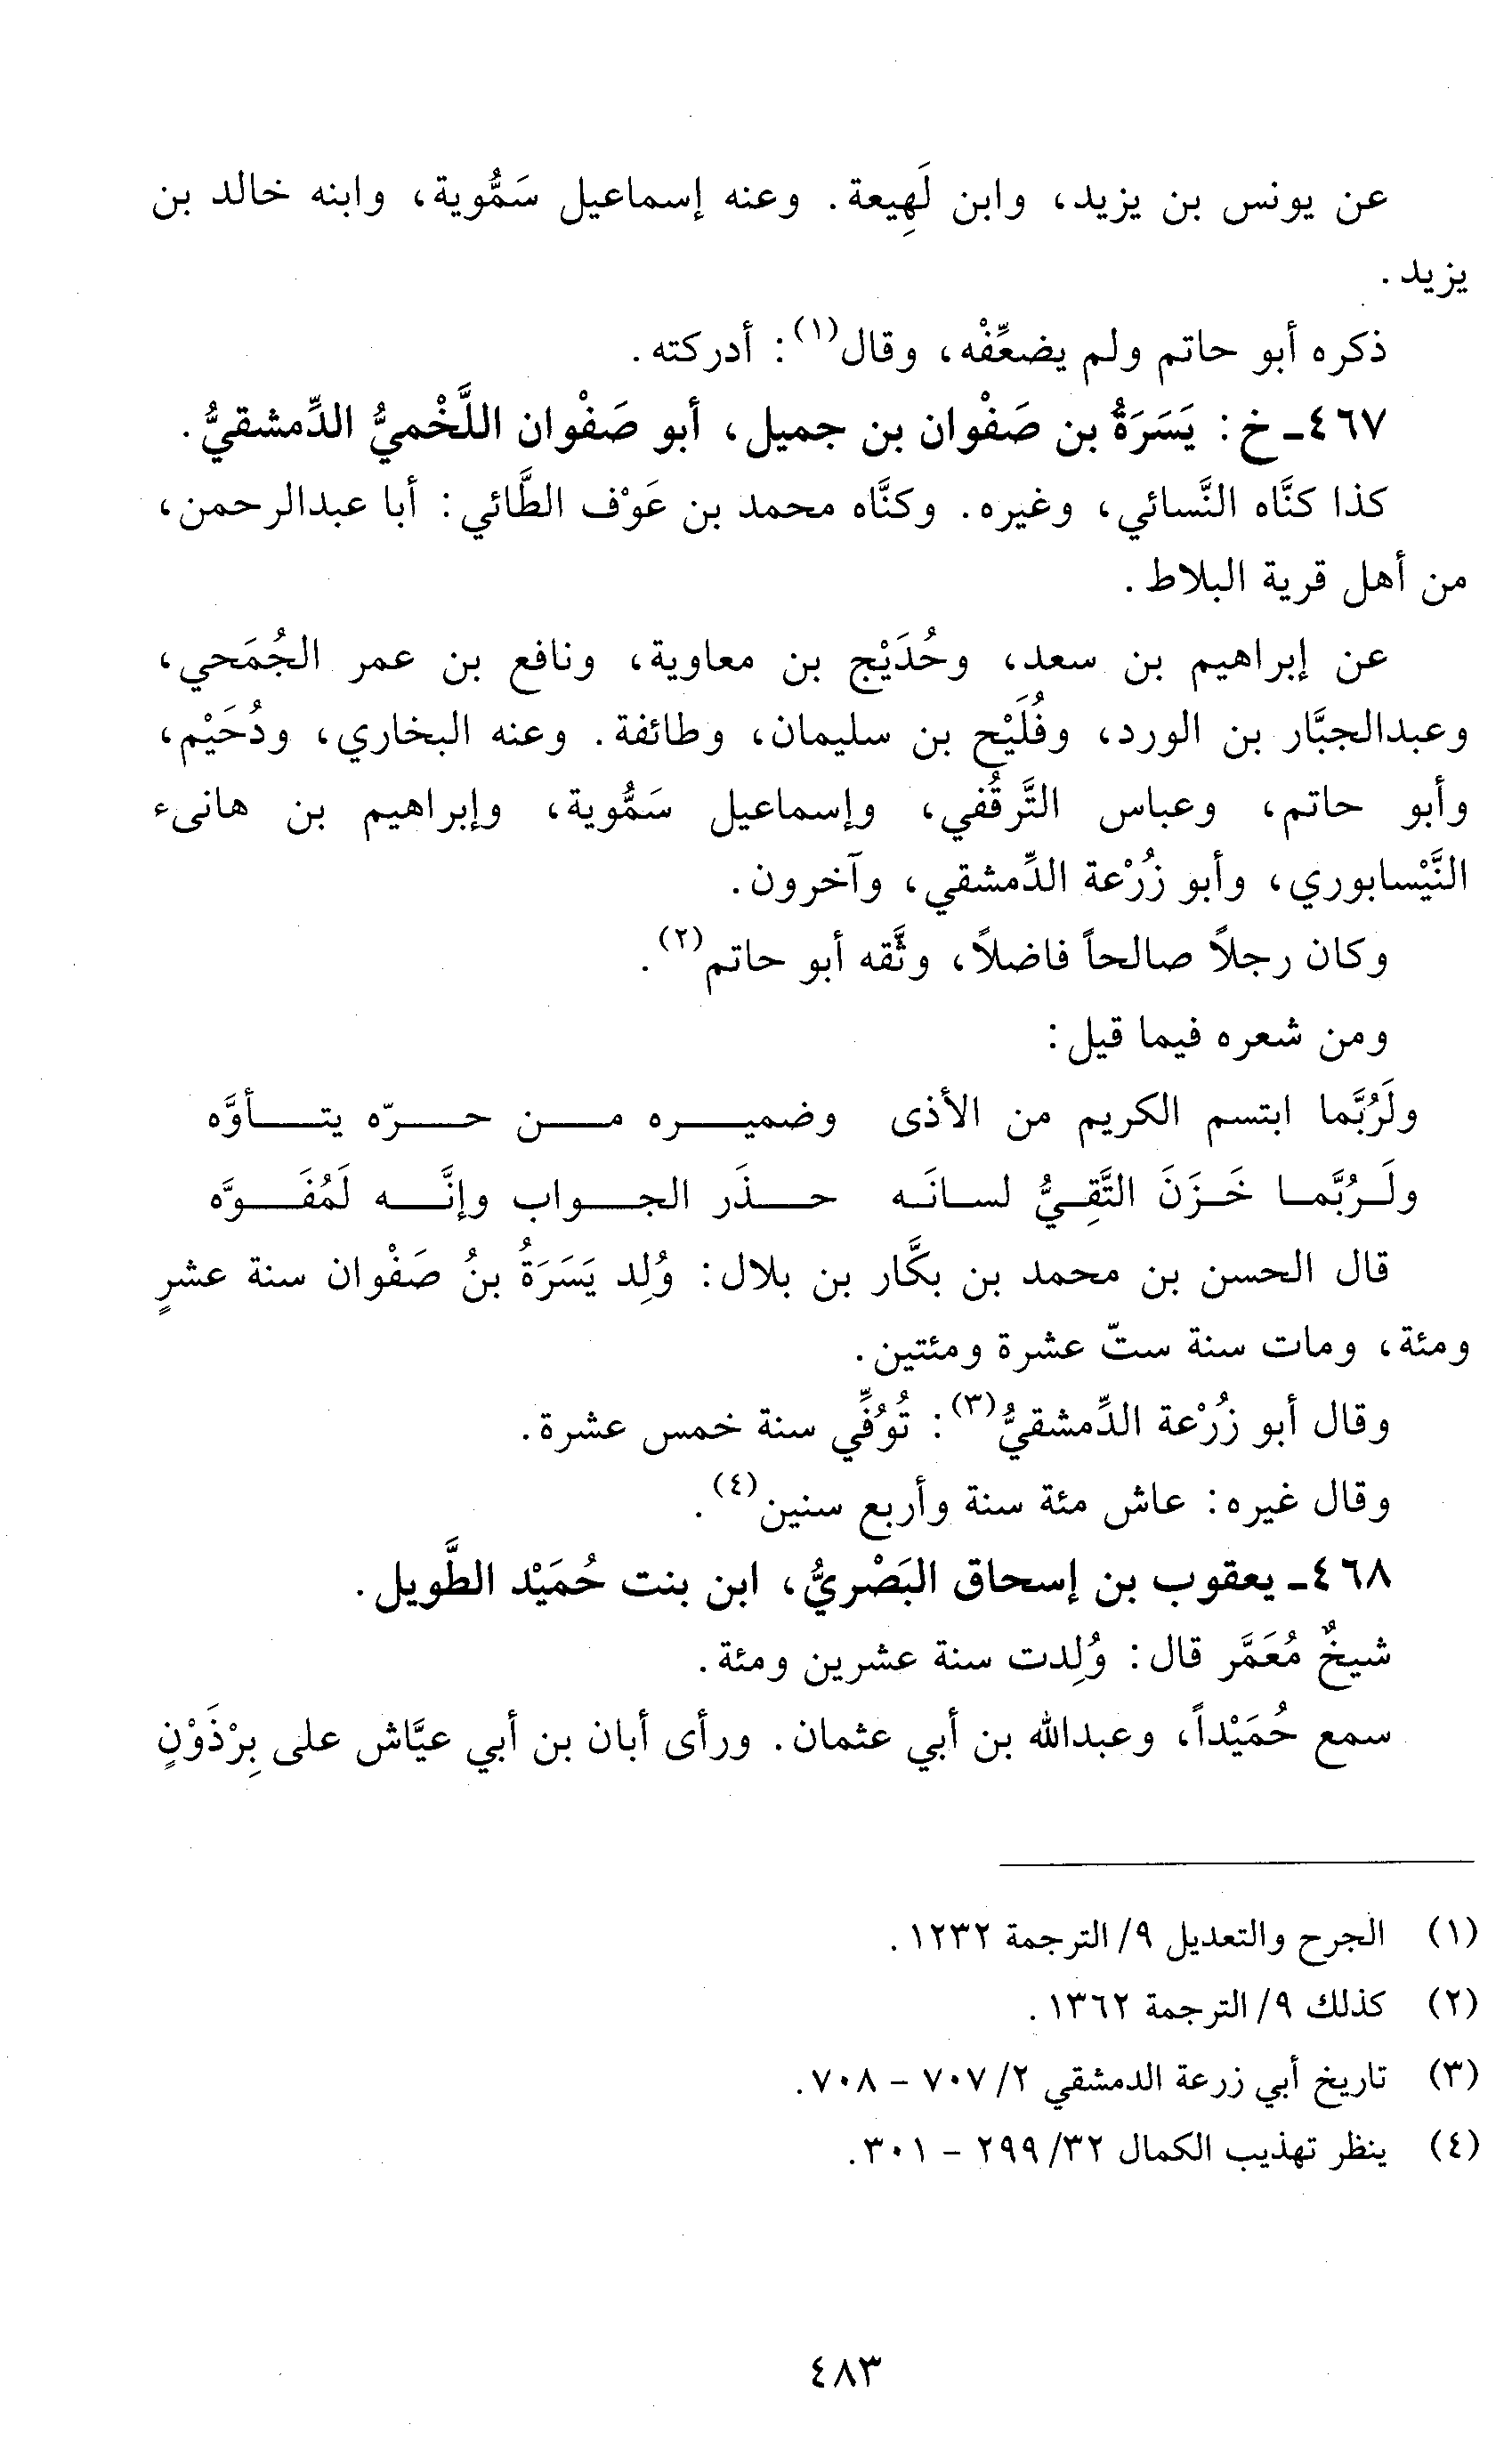 عن يونس بن يزيد، وابن لَهِيعة. وعنه إسماعيل سَمُّوية، وابنه خالد بن
يزيد.
ذكره أبو حاتم ولم يضعِّفْه، وقال(١): أدركته.
٤٦٧ـ خ: يَسَرَةُ بن صَفْوان بن جميل، أبو صَفْوان اللَّخْميُّ الدِّمشقيُّ.
كذا كنَّاه النَّسائي، وغيره. وكنَّاه محمد بن عَوْف الطَّائي: أبا عبدالرحمن،
من أهل قرية البلاط.
عن إبراهيم بن سعد، وحُدَيْج بن معاوية، ونافع بن عمر الجُمَحي،
وعبدالجبَّار بن الورد، وفُلَيْح بن سليمان، وطائفة. وعنه البخاري، ودُحَيْم،
وأبو حاتم، وعباس التَّرقُفي، وإسماعيل سَمُّوية، وإبراهيم بن هانىء
النَّيْسابوري، وأبو زُرْعة الدِّمشقي، وآخرون.
وكان رجلاً صالحاً فاضلاً، وثَّقه أبو حاتم(٢).
ومن شعره فيما قيل:
ولَرُبَّما ابتسم الكريم من الأذى وضميره من حرّه يتأوَّه
ولَرُبَّما خَزَنَ التَّقِيُّ لسانَه حذَر الجواب وإنَّه لَمُفَوَّه
قال الحسن بن محمد بن بكَّار بن بلال: وُلِد يَسَرَةُ بنُ صَفْوان سنة عشرٍ
ومئة، ومات سنة ستّ عشرة ومئتين.
وقال أبو زُرْعة الدِّمشقيُّ(٣): تُوُفِّي سنة خمس عشرة.
وقال غيره: عاش مئة سنة وأربع سنين(٤).
٤٦٨ـ يعقوب بن إسحاق البَصْريُّ، ابن بنت حُمَيْد الطَّويل.
شيخٌ مُعَمَّر قال: وُلِدت سنة عشرين ومئة.
سمع حُمَيْداً، وعبدالله بن أبي عثمان. ورأى أبان بن أبي عيَّاش على بِرْذَوْنٍ
(١) الجرح والتعديل ٩/ الترجمة ١٢٣٢.
(٢) كذلك ٩/ الترجمة ١٣٦٢.
(٣) تاريخ أبي زرعة الدمشقي ٢/ ٧٠٧ - ٧٠٨.
(٤) ينظر تهذيب الكمال ٣٢/ ٢٩٩ - ٣٠١.
٤٨٣